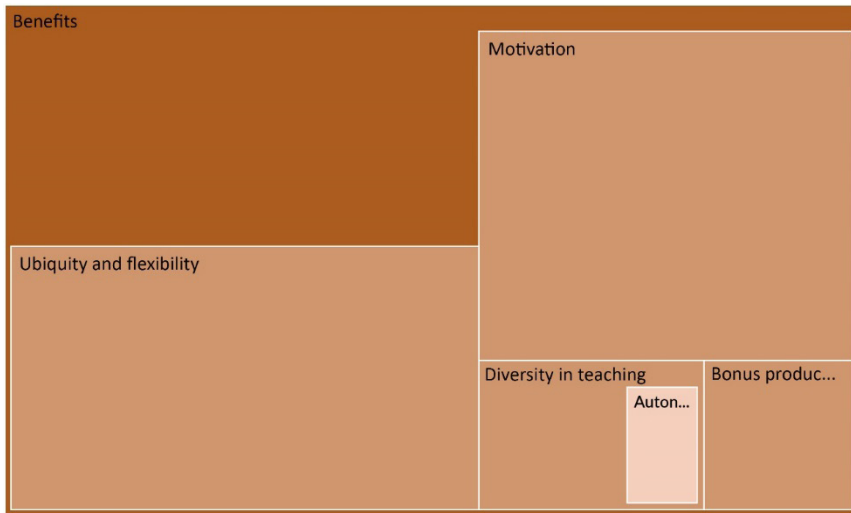 Benefits
Motivation
Ubiquity and flexibility
Diversity in teaching
Bonus produc...
Auton...